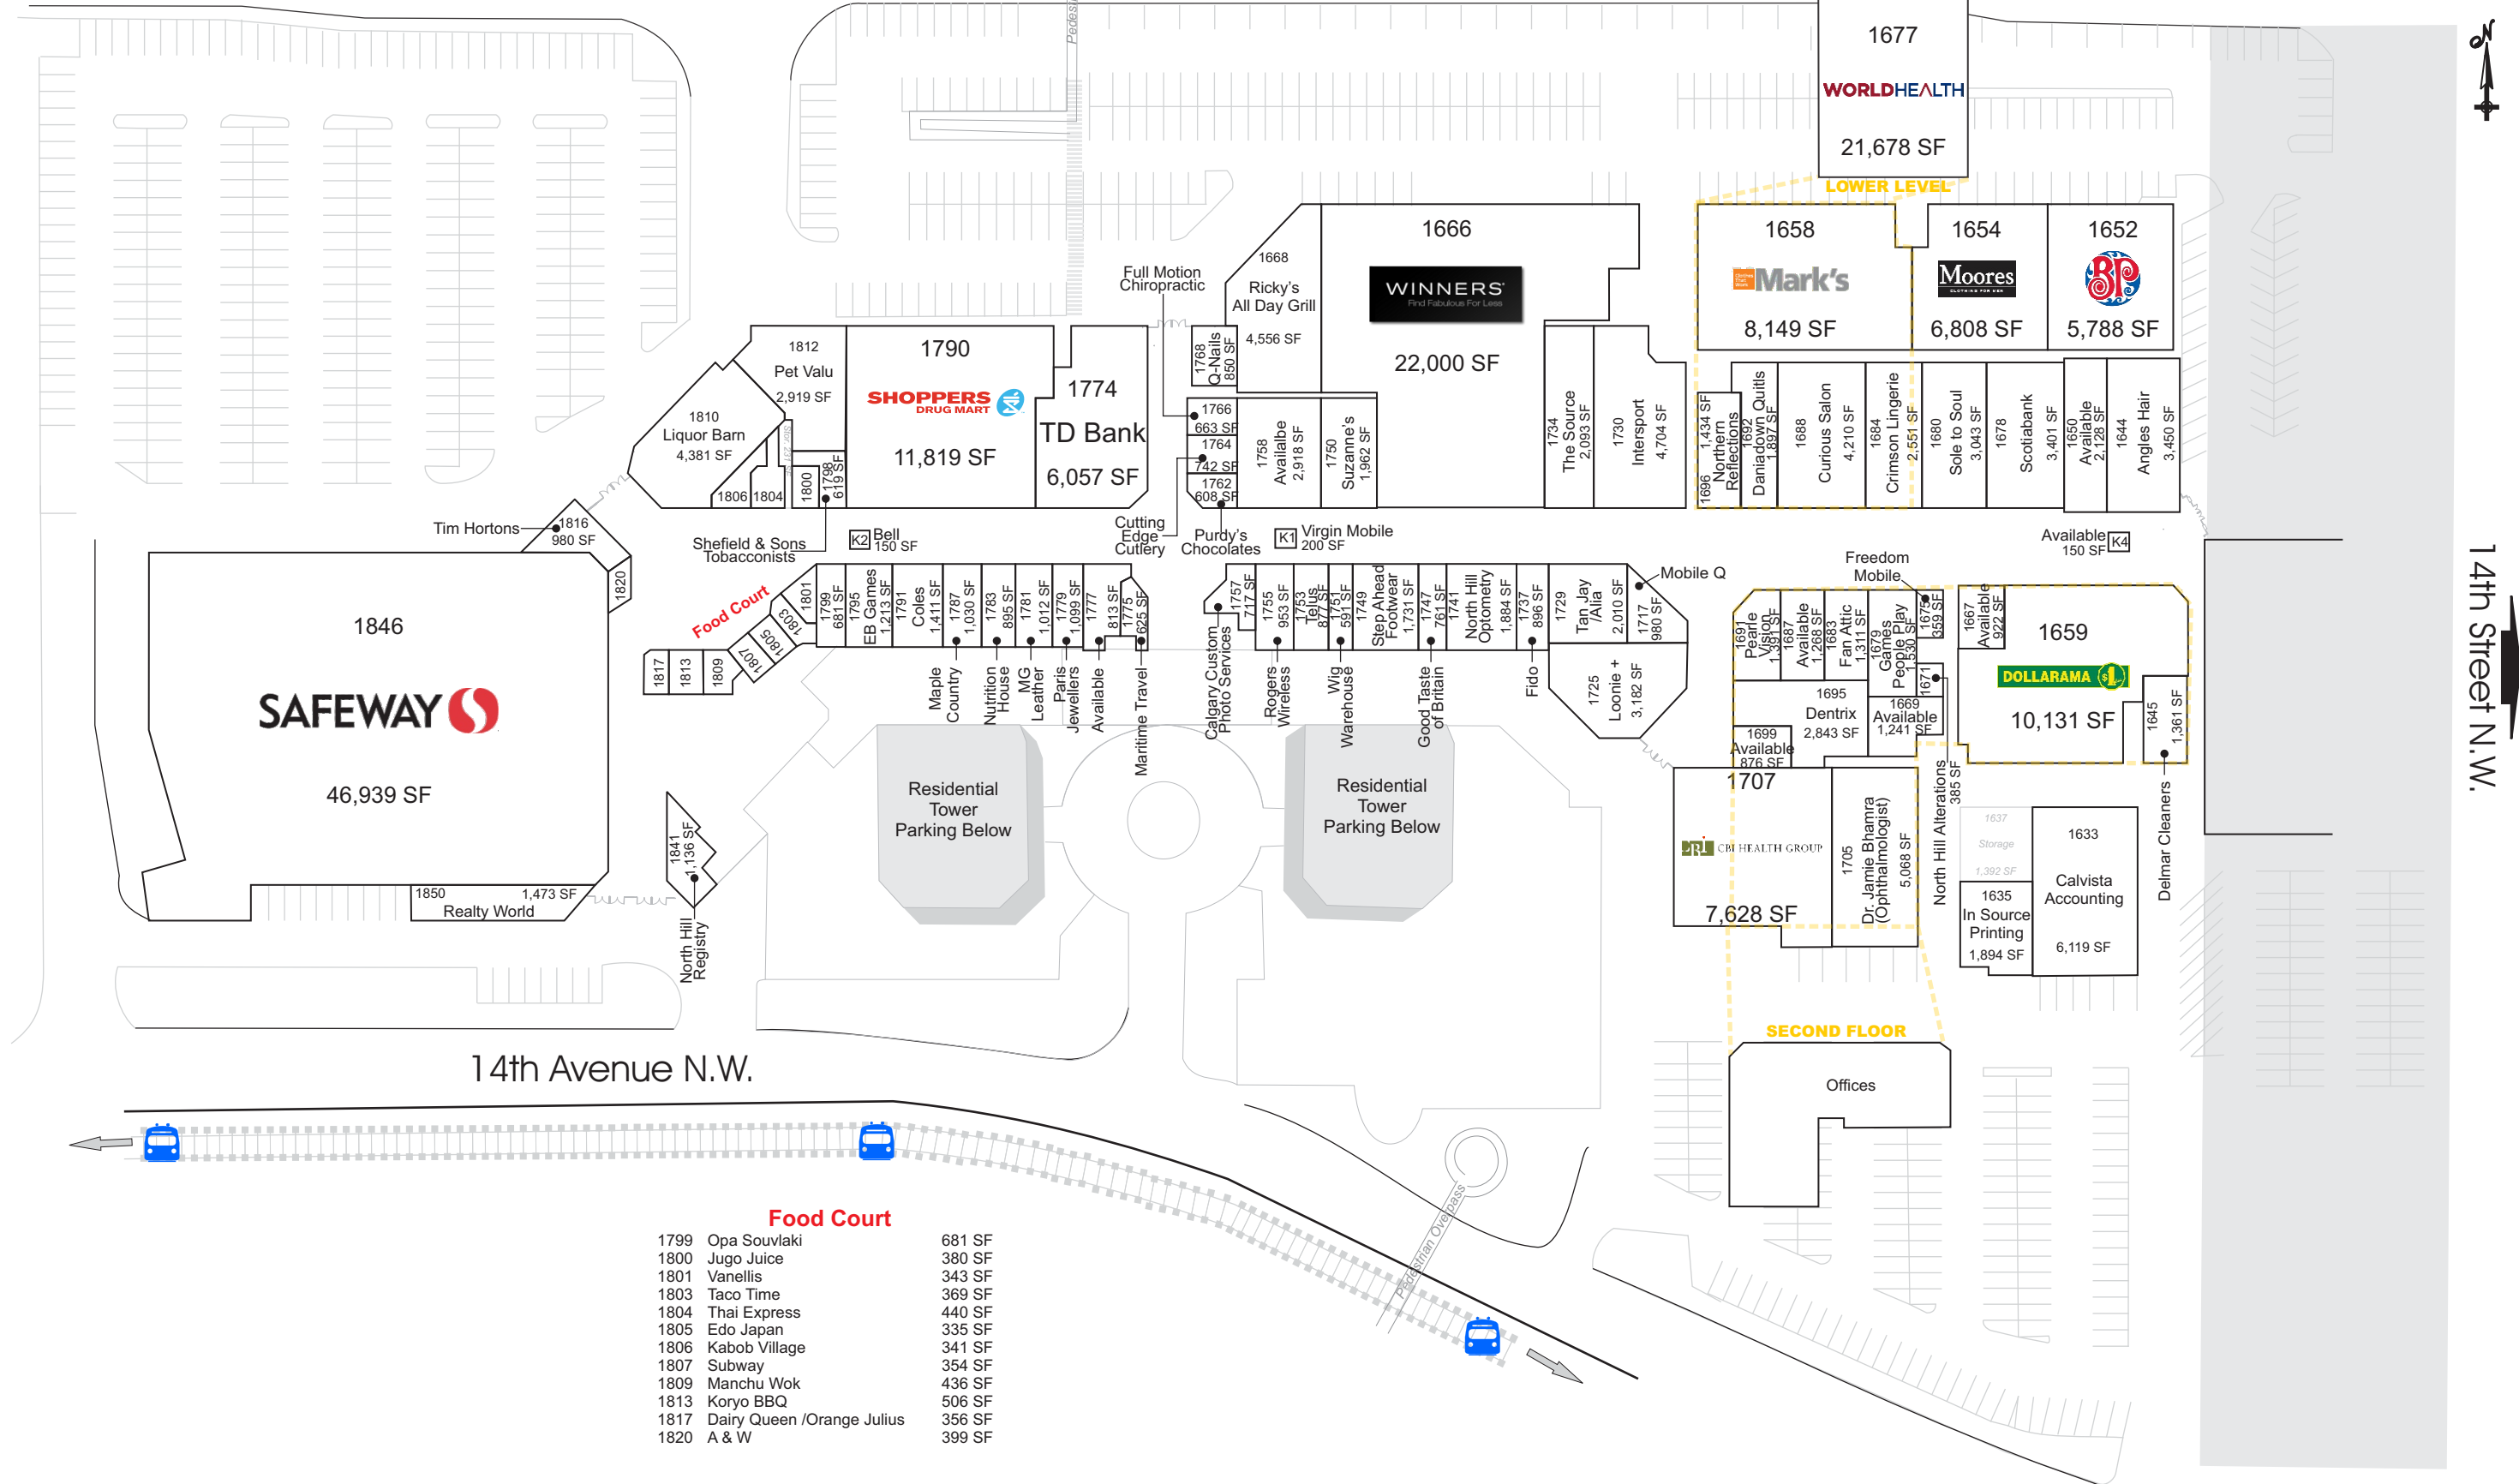 Pedest
N
1677
WORLDHEALTH
21,678 SF
LOWER LEVEL
1658
Mark's
8,149 SF
1654
Moores
CLOTHING FOR MEN
6,808 SF
1652
BP
5,788 SF
1666
WINNERS
Find Fabulous For Less
22,000 SF
1668
Ricky's
All Day Grill
4,556 SF
Full Motion
Chiropractic
1768
Q-Nails
850 SF
1766
663 SF
1764
742 SF
1762
608 SF
Cutting
Edge
Cutlery
Purdy's
Chocolates
1758
Availalbe
2,918 SF
1750
Suzanne's
1,962 SF
1734
The Source
2,093 SF
1730
Intersport
4,704 SF
1696
1,434 SF
Northern
Reflections
1692
Daniadown Quitls
1,897 SF
1688
Curious Salon
4,210 SF
1684
Crimson Lingerie
2,551 SF
1680
Sole to Soul
3,043 SF
1678
Scotiabank
3,401 SF
1650
Available
2,128 SF
1644
Angles Hair
3,450 SF
1812
Pet Valu
2,919 SF
1790
SHOPPERS
DRUG MART
11,819 SF
1774
TD Bank
6,057 SF
1810
Liquor Barn
4,381 SF
1806
1804
1800
1798
619 SF
Shefield & Sons
Tobacconists
K2
Bell
150 SF
K1
Virgin Mobile
200 SF
Available
150 SF
K4
Tim Hortons
1816
980 SF
1820
1846
SAFEWAY
46,939 SF
1850
1,473 SF
Realty World
Food Court
1817
1813
1809
1807
1805
1803
1801
1799
681 SF
1795
EB Games
1,213 SF
1791
Coles
1,411 SF
1787
1,030 SF
Maple
Country
1783
895 SF
Nutrition
House
1781
1,012 SF
MG
Leather
1779
1,099 SF
Paris
Jewellers
1777
813 SF
Available
1775
625 SF
Maritime Travel
1757
717 SF
Calgary Custom
Photo Services
1755
953 SF
Rogers
Wireless
1753
Telus
877 SF
1751
591 SF
Wig
Warehouse
1749
Step Ahead
Footwear
1,731 SF
1747
761 SF
Good Taste
of Britain
1741
North Hill
Optometry
1,884 SF
1737
896 SF
Fido
1729
Tan Jay
/Alia
2,010 SF
1717
980 SF
Mobile Q
1725
Loonie +
3,182 SF
Freedom
Mobile
1691
Pearle
Vision
1,391 SF
1687
Available
1,268 SF
1683
Fan Attic
1,311 SF
1679
Games
People Play
1,530 SF
1675
359 SF
1671
North Hill Alterations
385 SF
1667
Available
922 SF
1659
DOLLARAMA
10,131 SF
1645
1,361 SF
Delmar Cleaners
1695
Dentrix
2,843 SF
1669
Available
1,241 SF
1699
Available
876 SF
1707
CBI HEALTH GROUP
7,628 SF
1705
Dr. Jamie Bhamra
(Ophthalmologist)
5,068 SF
1637
Storage
1,392 SF
1635
In Source
Printing
1,894 SF
1633
Calvista
Accounting
6,119 SF
1841
1,136 SF
North Hill
Registry
Residential
Tower
Parking Below
Residential
Tower
Parking Below
SECOND FLOOR
Offices
14th Street N.W.
14th Avenue N.W.
Pedestrian Overpass
Food Court
1799 Opa Souvlaki 681 SF
1800 Jugo Juice 380 SF
1801 Vanellis 343 SF
1803 Taco Time 369 SF
1804 Thai Express 440 SF
1805 Edo Japan 335 SF
1806 Kabob Village 341 SF
1807 Subway 354 SF
1809 Manchu Wok 436 SF
1813 Koryo BBQ 506 SF
1817 Dairy Queen /Orange Julius 356 SF
1820 A & W 399 SF